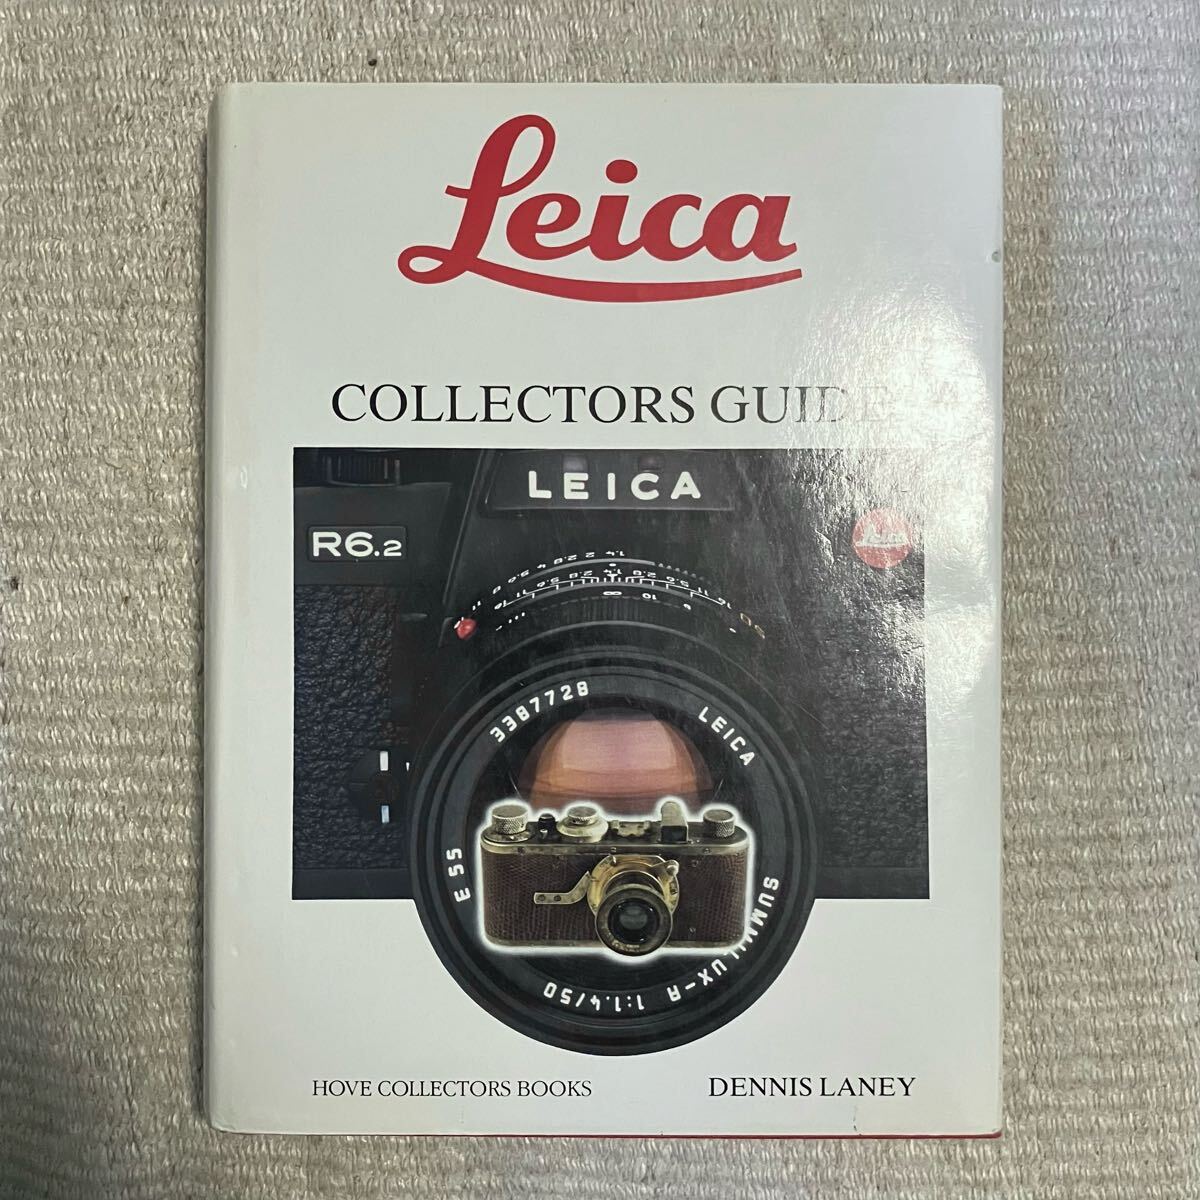 Leica
COLLECTORS GUIDE
LEICA
R6.2
Leica
3387728
LEICA
E 55
SUMMILUX-R 1:1.4/50
HOVE COLLECTORS BOOKS
DENNIS LANEY